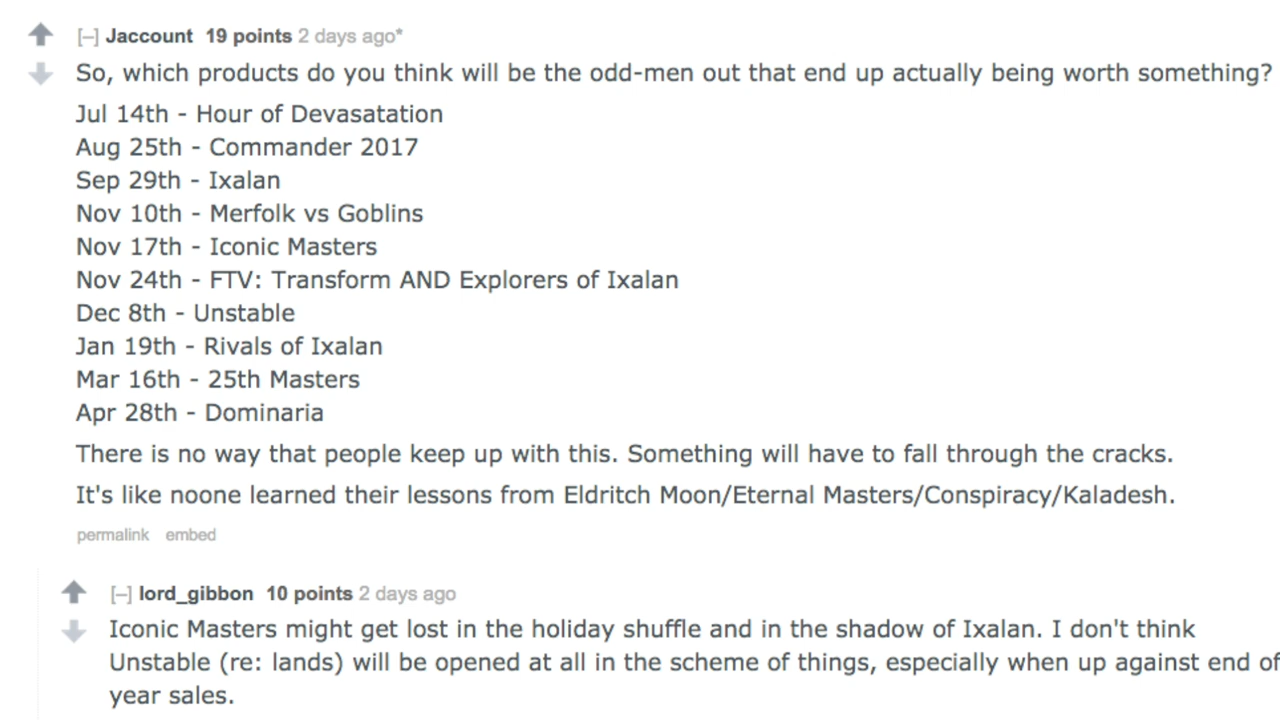 [–] Jaccount 19 points 2 days ago*
So, which products do you think will be the odd-men out that end up actually being worth something?
Jul 14th - Hour of Devasatation
Aug 25th - Commander 2017
Sep 29th - Ixalan
Nov 10th - Merfolk vs Goblins
Nov 17th - Iconic Masters
Nov 24th - FTV: Transform AND Explorers of Ixalan
Dec 8th - Unstable
Jan 19th - Rivals of Ixalan
Mar 16th - 25th Masters
Apr 28th - Dominaria
There is no way that people keep up with this. Something will have to fall through the cracks.
It's like noone learned their lessons from Eldritch Moon/Eternal Masters/Conspiracy/Kaladesh.
permalink embed
[–] lord_gibbon 10 points 2 days ago
Iconic Masters might get lost in the holiday shuffle and in the shadow of Ixalan. I don't think
Unstable (re: lands) will be opened at all in the scheme of things, especially when up against end of
year sales.